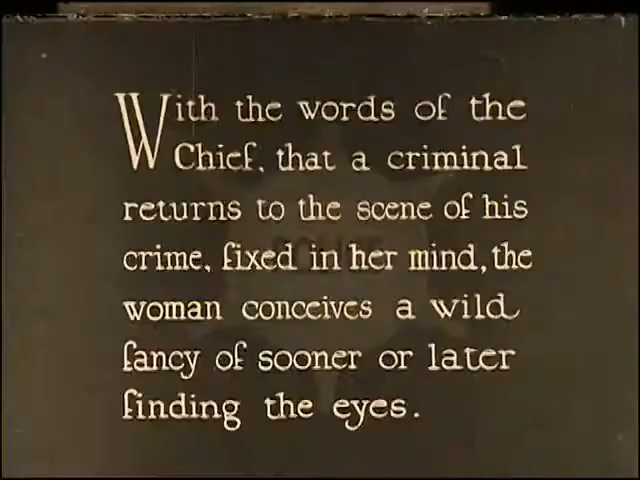 With the words of the
Chief, that a criminal
returns to the scene of his
crime, fixed in her mind, the
woman conceives a wild
fancy of sooner or later
finding the eyes.